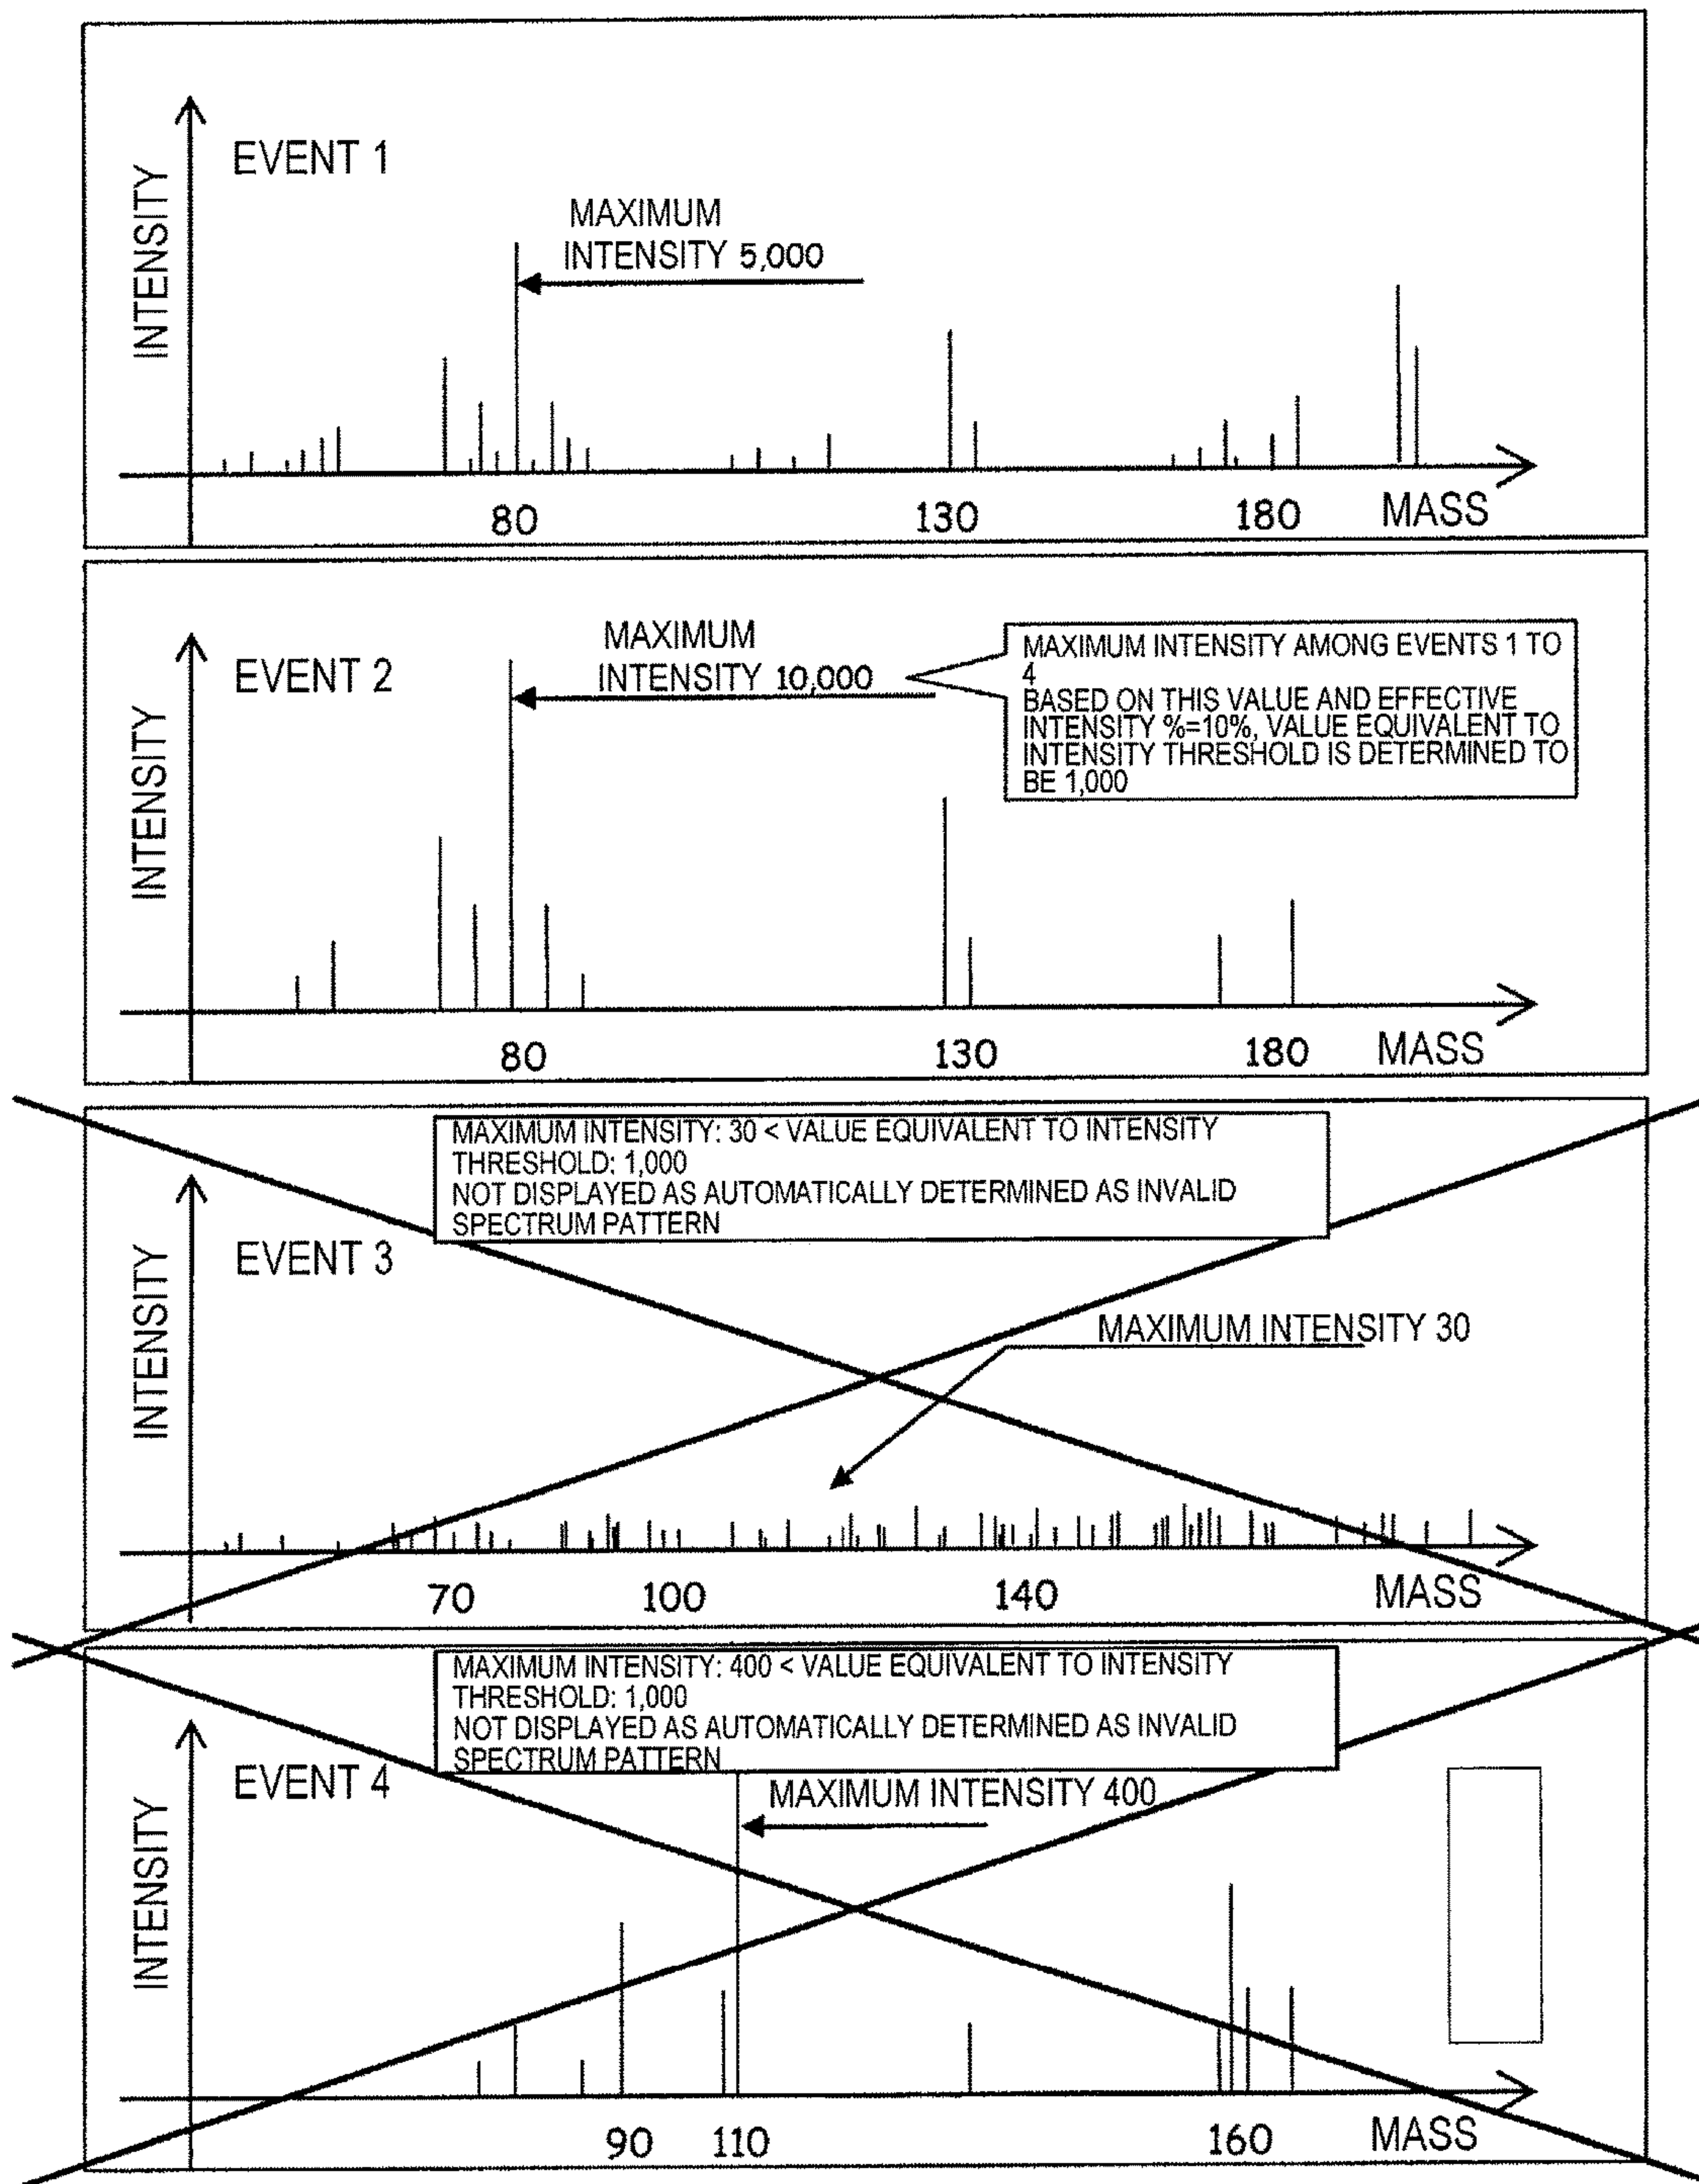 EVENT 1
INTENSITY
MAXIMUM
INTENSITY 5,000
80
130
180
MASS
EVENT 2
INTENSITY
MAXIMUM
INTENSITY 10,000
MAXIMUM INTENSITY AMONG EVENTS 1 TO
4
BASED ON THIS VALUE AND EFFECTIVE
INTENSITY %=10%, VALUE EQUIVALENT TO
INTENSITY THRESHOLD IS DETERMINED TO
BE 1,000
80
130
180
MASS
MAXIMUM INTENSITY: 30 < VALUE EQUIVALENT TO INTENSITY
THRESHOLD: 1,000
NOT DISPLAYED AS AUTOMATICALLY DETERMINED AS INVALID
SPECTRUM PATTERN
EVENT 3
INTENSITY
MAXIMUM INTENSITY 30
70
100
140
MASS
MAXIMUM INTENSITY: 400 < VALUE EQUIVALENT TO INTENSITY
THRESHOLD: 1,000
NOT DISPLAYED AS AUTOMATICALLY DETERMINED AS INVALID
SPECTRUM PATTERN
EVENT 4
INTENSITY
MAXIMUM INTENSITY 400
90
110
160
MASS